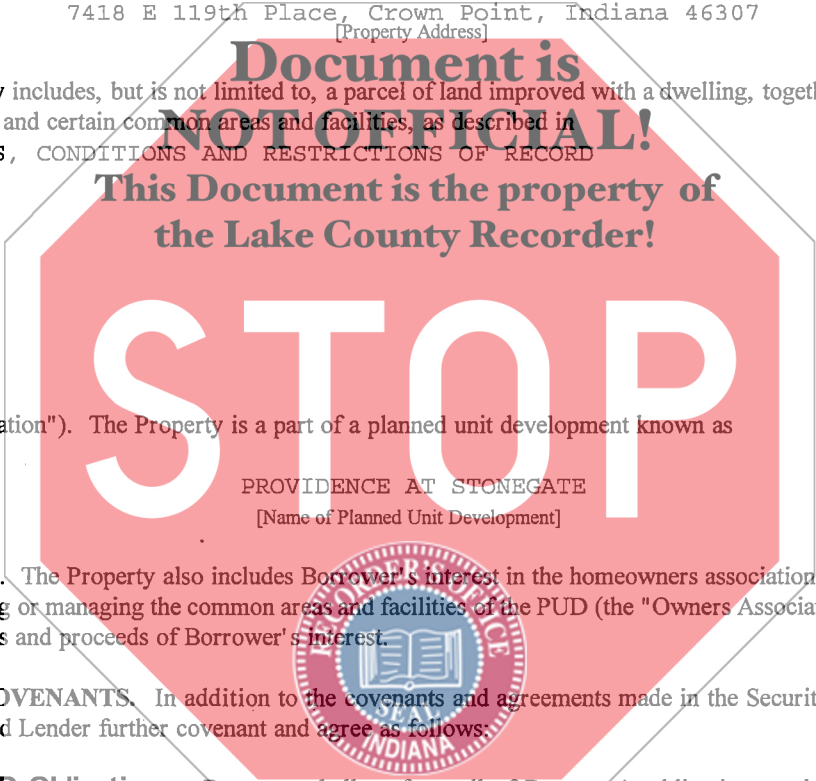 7418 E 119th Place, Crown Point, Indiana 46307
[Property Address]
Document is
includes, but is not limited to, a parcel of land improved with a dwelling,
NOT OFFICIAL!
and certain common areas and facilities, as described in
, CONDITIONS AND RESTRICTIONS OF RECORD
This Document is the property of
the Lake County Recorder!
STOP
ation"). The Property is a part of a planned unit development known as
PROVIDENCE AT STONEGATE
[Name of Planned Unit Development]
. The Property also includes Borrower's interest in the homeowners association
g or managing the common areas and facilities of the PUD (the "Owners Associa
s and proceeds of Borrower's interest.
RECORDER'S OFFICE
SEAL
INDIANA
OVENANTS. In addition to the covenants and agreements made in the Securit
d Lender further covenant and agree as follows: